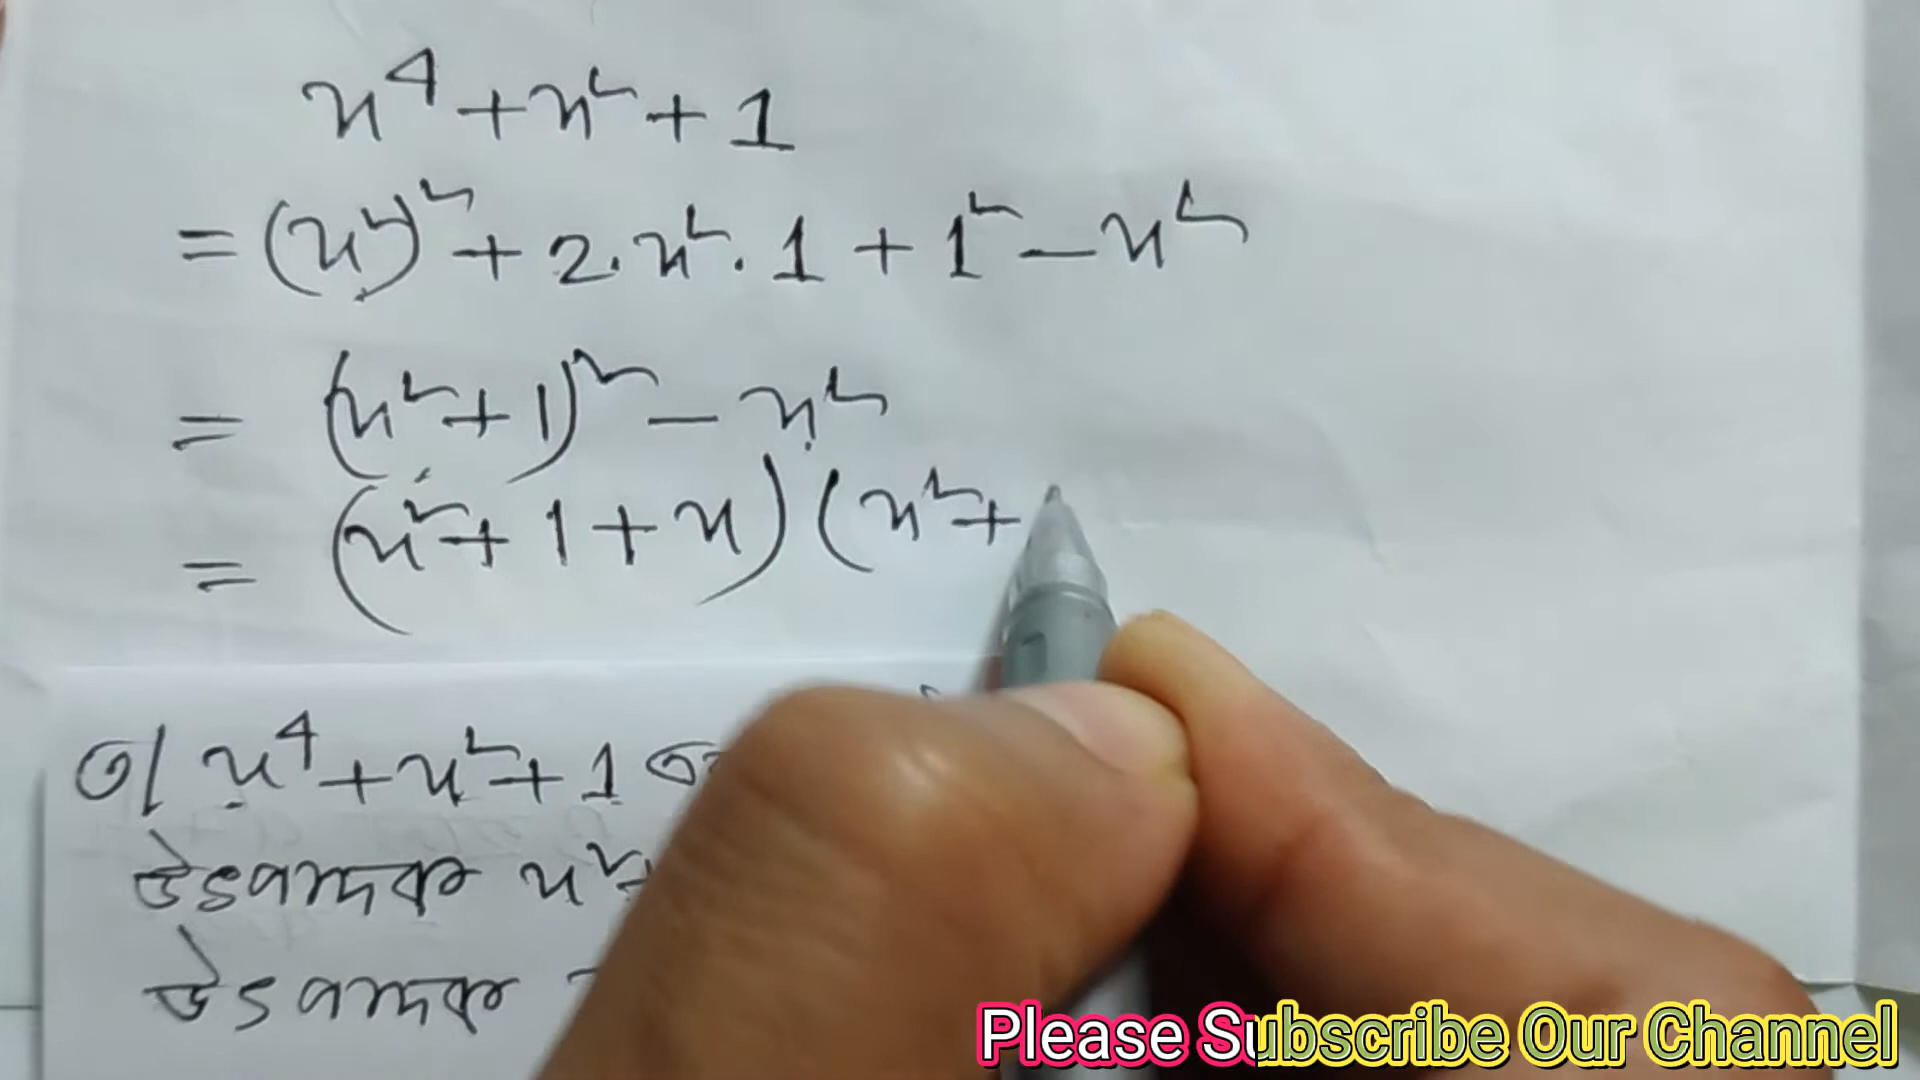 x⁴ + x² + 1
= (x²)² + 2·x²·1 + 1² − x²
= (x²+1)² − x²
= (x²+1+x)(x²+
৩| x⁴+x²+1
উৎপাদক x²+
উৎপাদক
Please Subscribe Our Channel